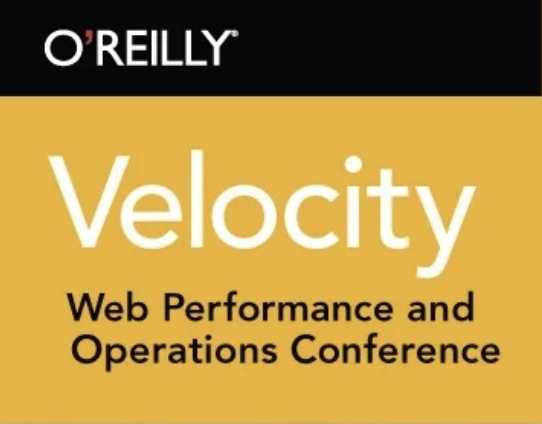 O'REILLY®
Velocity
Web Performance and
Operations Conference